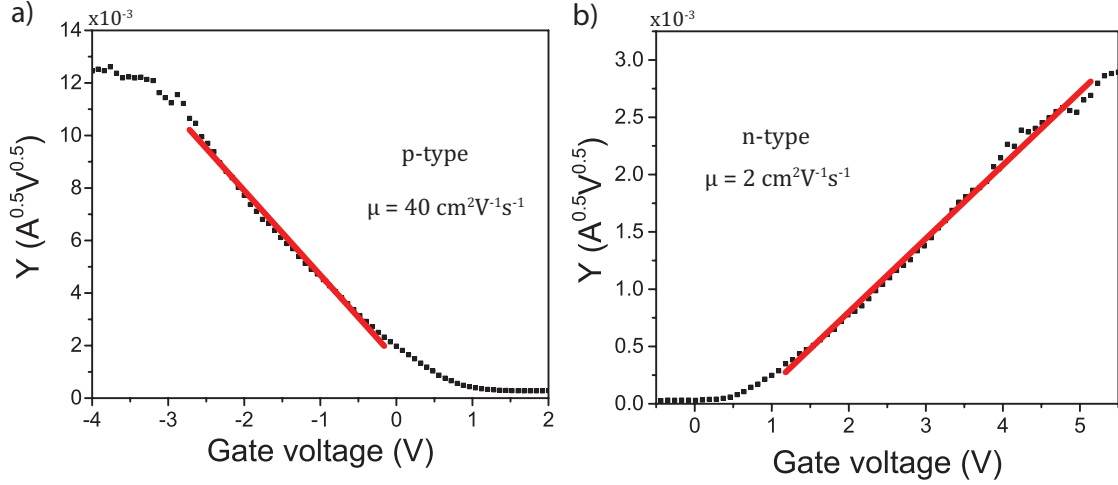 a)
x10⁻³
14
12
10
8
6
4
2
0
-4 -3 -2 -1 0 1 2
Y (A⁰·⁵V⁰·⁵)
Gate voltage (V)
p-type
μ = 40 cm²V⁻¹s⁻¹
b)
x10⁻³
3.0
2.5
2.0
1.5
1.0
0.5
0.0
0 1 2 3 4 5
Y (A⁰·⁵V⁰·⁵)
Gate voltage (V)
n-type
μ = 2 cm²V⁻¹s⁻¹